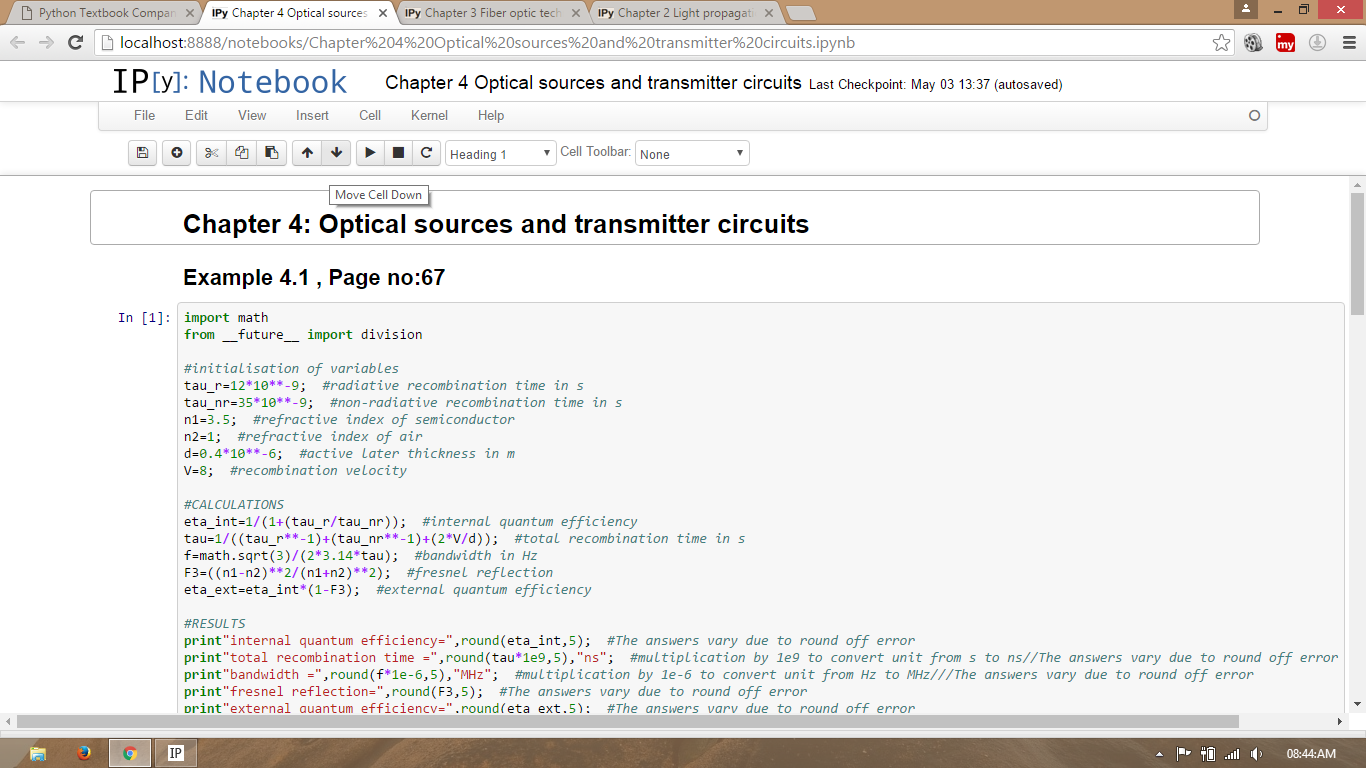 Python Textbook Compan
IPy Chapter 4 Optical sources
IPy Chapter 3 Fiber optic tech
IPy Chapter 2 Light propagati
localhost:8888/notebooks/Chapter%204%20Optical%20sources%20and%20transmitter%20circuits.ipynb
my
IP[y]: Notebook
Chapter 4 Optical sources and transmitter circuits Last Checkpoint: May 03 13:37 (autosaved)
File Edit View Insert Cell Kernel Help
Heading 1 Cell Toolbar: None
Move Cell Down
Chapter 4: Optical sources and transmitter circuits
Example 4.1 , Page no:67
In [1]:
import math
from __future__ import division
#initialisation of variables
tau_r=12*10**-9;  #radiative recombination time in s
tau_nr=35*10**-9;  #non-radiative recombination time in s
n1=3.5;  #refractive index of semiconductor
n2=1;  #refractive index of air
d=0.4*10**-6;  #active later thickness in m
V=8;  #recombination velocity
#CALCULATIONS
eta_int=1/(1+(tau_r/tau_nr));  #internal quantum efficiency
tau=1/((tau_r**-1)+(tau_nr**-1)+(2*V/d));  #total recombination time in s
f=math.sqrt(3)/(2*3.14*tau);  #bandwidth in Hz
F3=((n1-n2)**2/(n1+n2)**2);  #fresnel reflection
eta_ext=eta_int*(1-F3);  #external quantum efficiency
#RESULTS
print"internal quantum efficiency=",round(eta_int,5);  #The answers vary due to round off error
print"total recombination time =",round(tau*1e9,5),"ns";  #multiplication by 1e9 to convert unit from s to ns//The answers vary due to round off error
print"bandwidth =",round(f*1e-6,5),"MHz";  #multiplication by 1e-6 to convert unit from Hz to MHz///The answers vary due to round off error
print"fresnel reflection=",round(F3,5);  #The answers vary due to round off error
print"external quantum efficiency=",round(eta_ext,5);  #The answers vary due to round off error
IP
08:44:AM